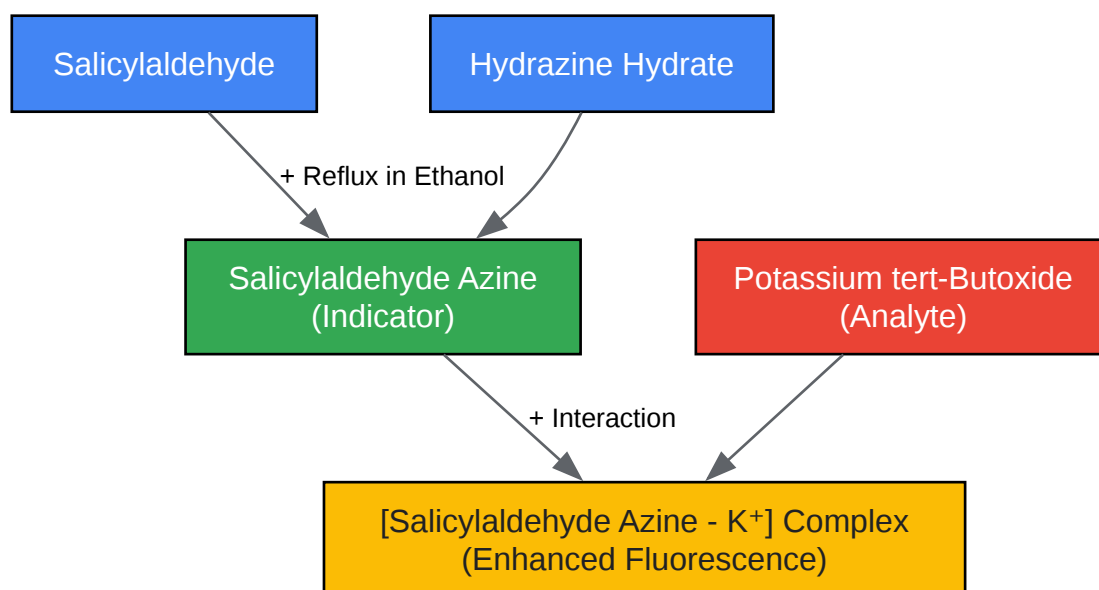 Salicylaldehyde
Hydrazine Hydrate
+ Reflux in Ethanol
Salicylaldehyde Azine
(Indicator)
Potassium tert-Butoxide
(Analyte)
+ Interaction
[Salicylaldehyde Azine - K⁺] Complex
(Enhanced Fluorescence)